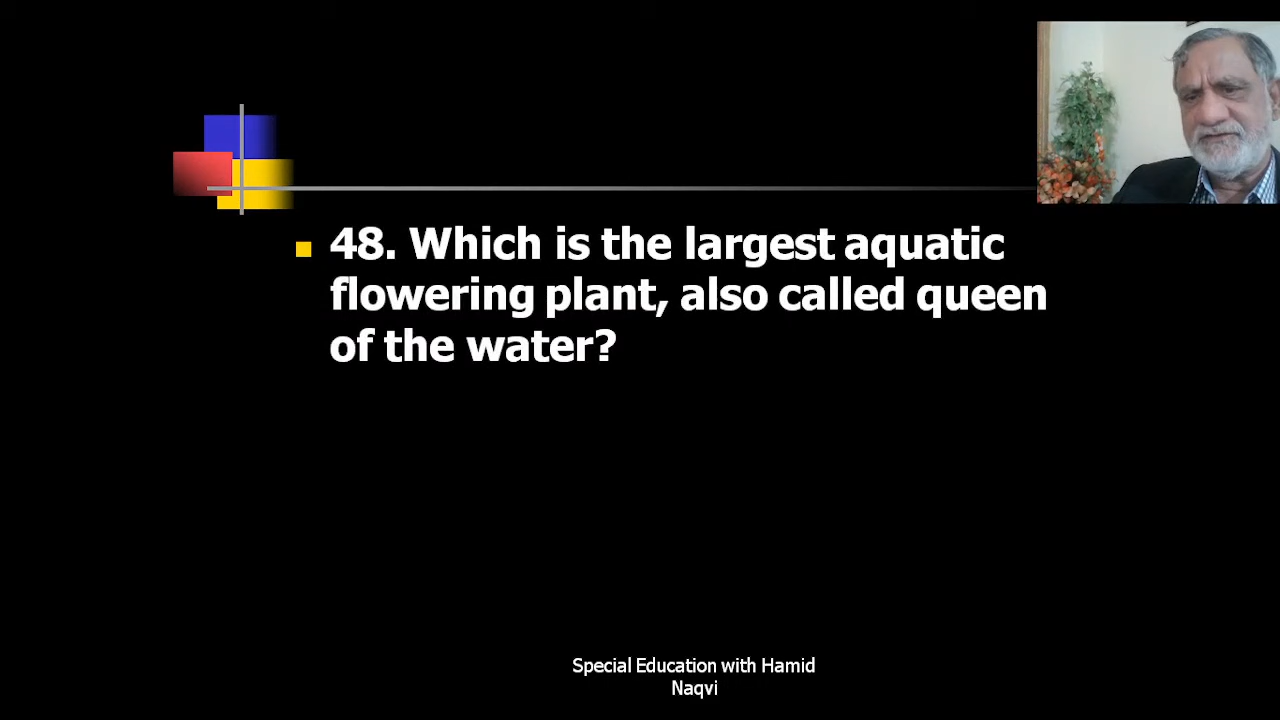 48. Which is the largest aquatic
flowering plant, also called queen
of the water?
Special Education with Hamid
Naqvi